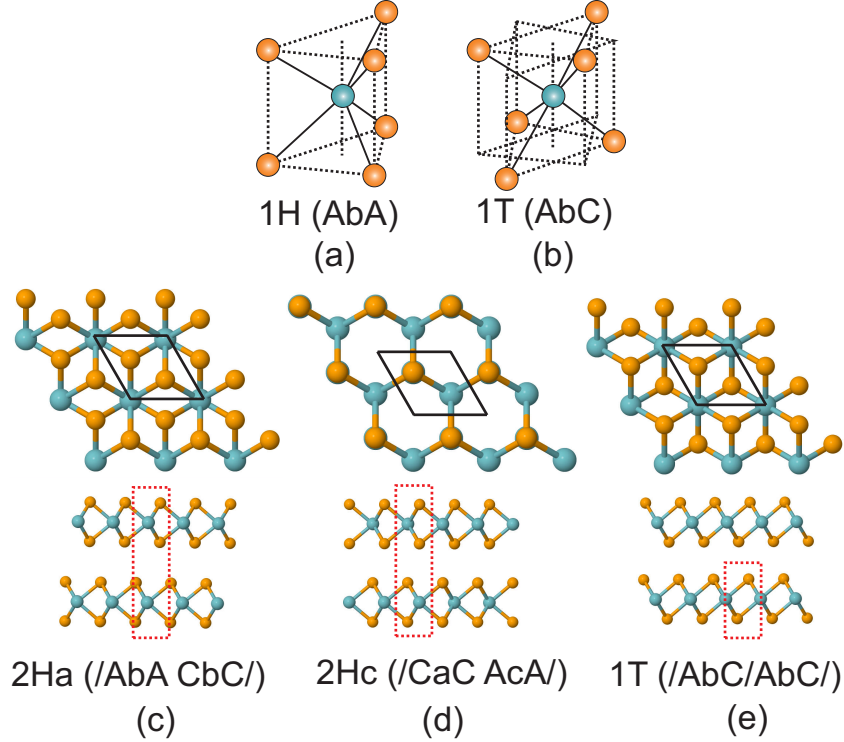 1H (AbA)
1T (AbC)
(a)
(b)
2Ha (/AbA CbC/)
2Hc (/CaC AcA/)
1T (/AbC/AbC/)
(c)
(d)
(e)